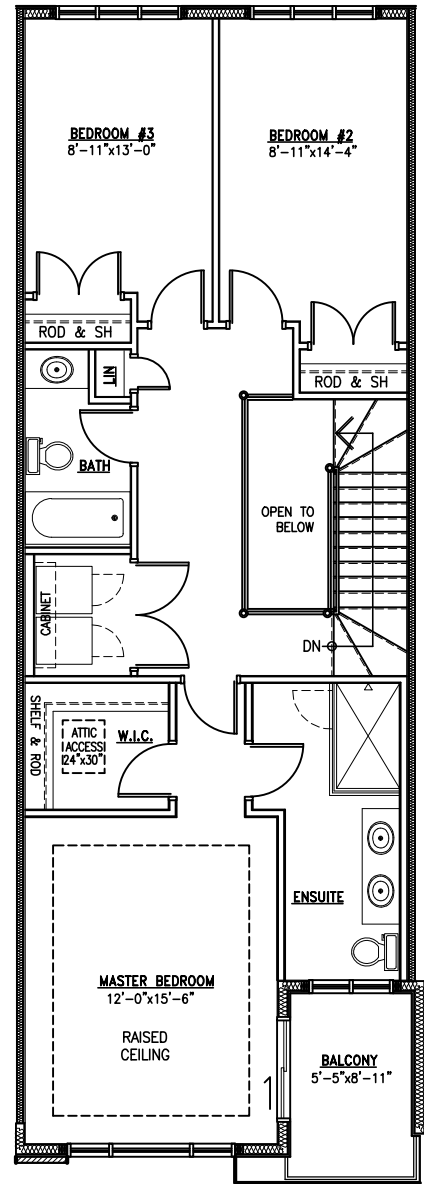 BEDROOM #3
8'-11"x13'-0"
BEDROOM #2
8'-11"x14'-4"
ROD & SH
ROD & SH
LIN
BATH
OPEN TO
BELOW
CABINET
DN
SHELF & ROD
ATTIC
ACCESS
24"x30"
W.I.C.
ENSUITE
MASTER BEDROOM
12'-0"x15'-6"
RAISED
CEILING
BALCONY
5'-5"x8'-11"
1